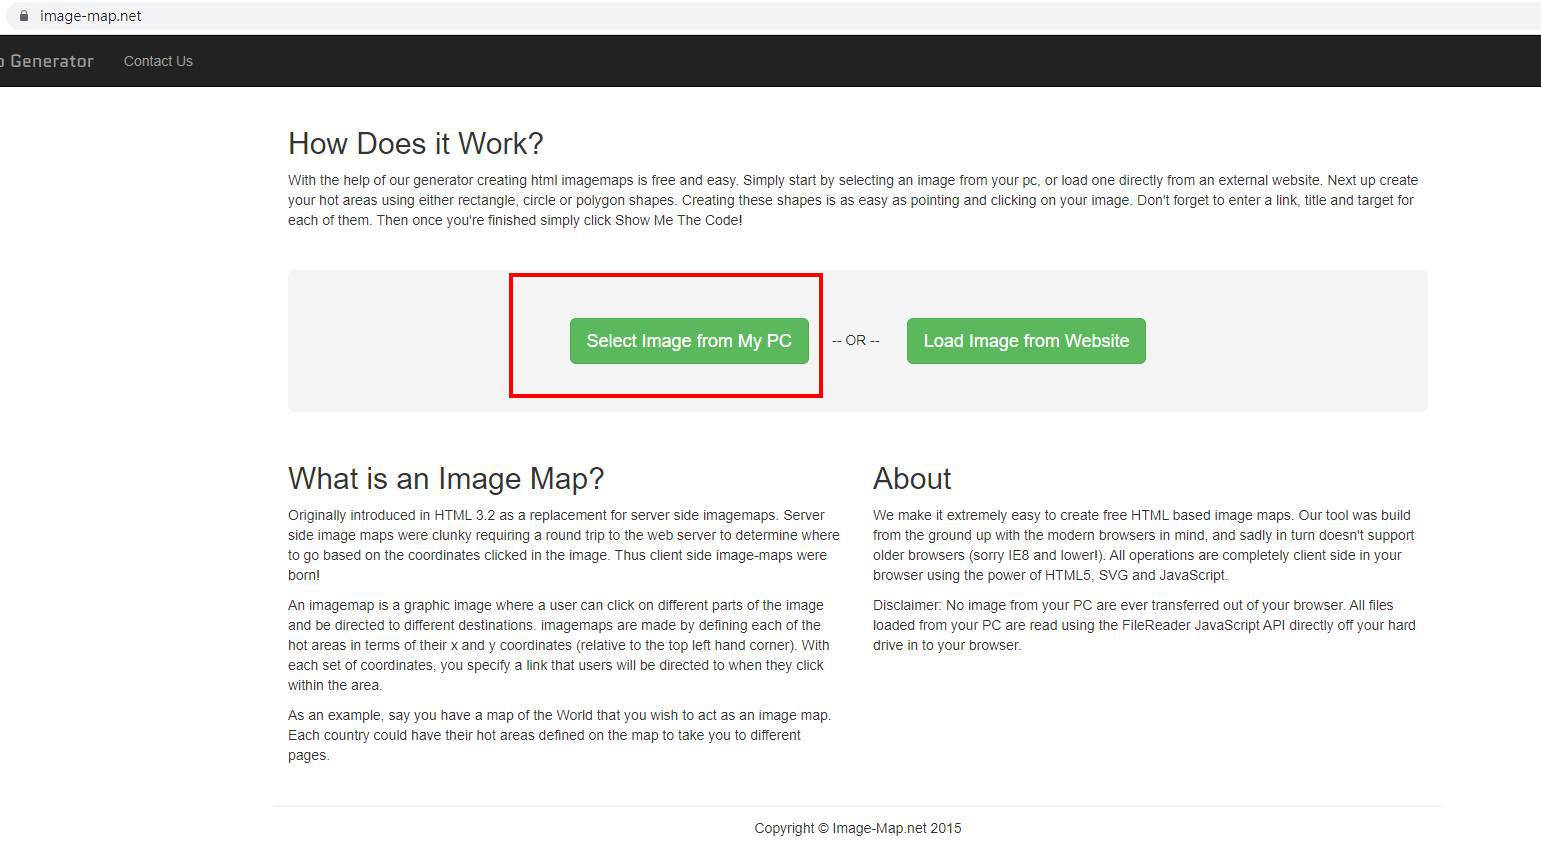 image-map.net
Generator
Contact Us
How Does it Work?
With the help of our generator creating html imagemaps is free and easy. Simply start by selecting an image from your pc, or load one directly from an external website. Next up create
your hot areas using either rectangle, circle or polygon shapes. Creating these shapes is as easy as pointing and clicking on your image. Don't forget to enter a link, title and target for
each of them. Then once you're finished simply click Show Me The Code!
Select Image from My PC
-- OR --
Load Image from Website
What is an Image Map?
Originally introduced in HTML 3.2 as a replacement for server side imagemaps. Server
side image maps were clunky requiring a round trip to the web server to determine where
to go based on the coordinates clicked in the image. Thus client side image-maps were
born!
An imagemap is a graphic image where a user can click on different parts of the image
and be directed to different destinations. imagemaps are made by defining each of the
hot areas in terms of their x and y coordinates (relative to the top left hand corner). With
each set of coordinates, you specify a link that users will be directed to when they click
within the area.
As an example, say you have a map of the World that you wish to act as an image map.
Each country could have their hot areas defined on the map to take you to different
pages.
About
We make it extremely easy to create free HTML based image maps. Our tool was build
from the ground up with the modern browsers in mind, and sadly in turn doesn't support
older browsers (sorry IE8 and lower!). All operations are completely client side in your
browser using the power of HTML5, SVG and JavaScript.
Disclaimer: No image from your PC are ever transferred out of your browser. All files
loaded from your PC are read using the FileReader JavaScript API directly off your hard
drive in to your browser.
Copyright © Image-Map.net 2015